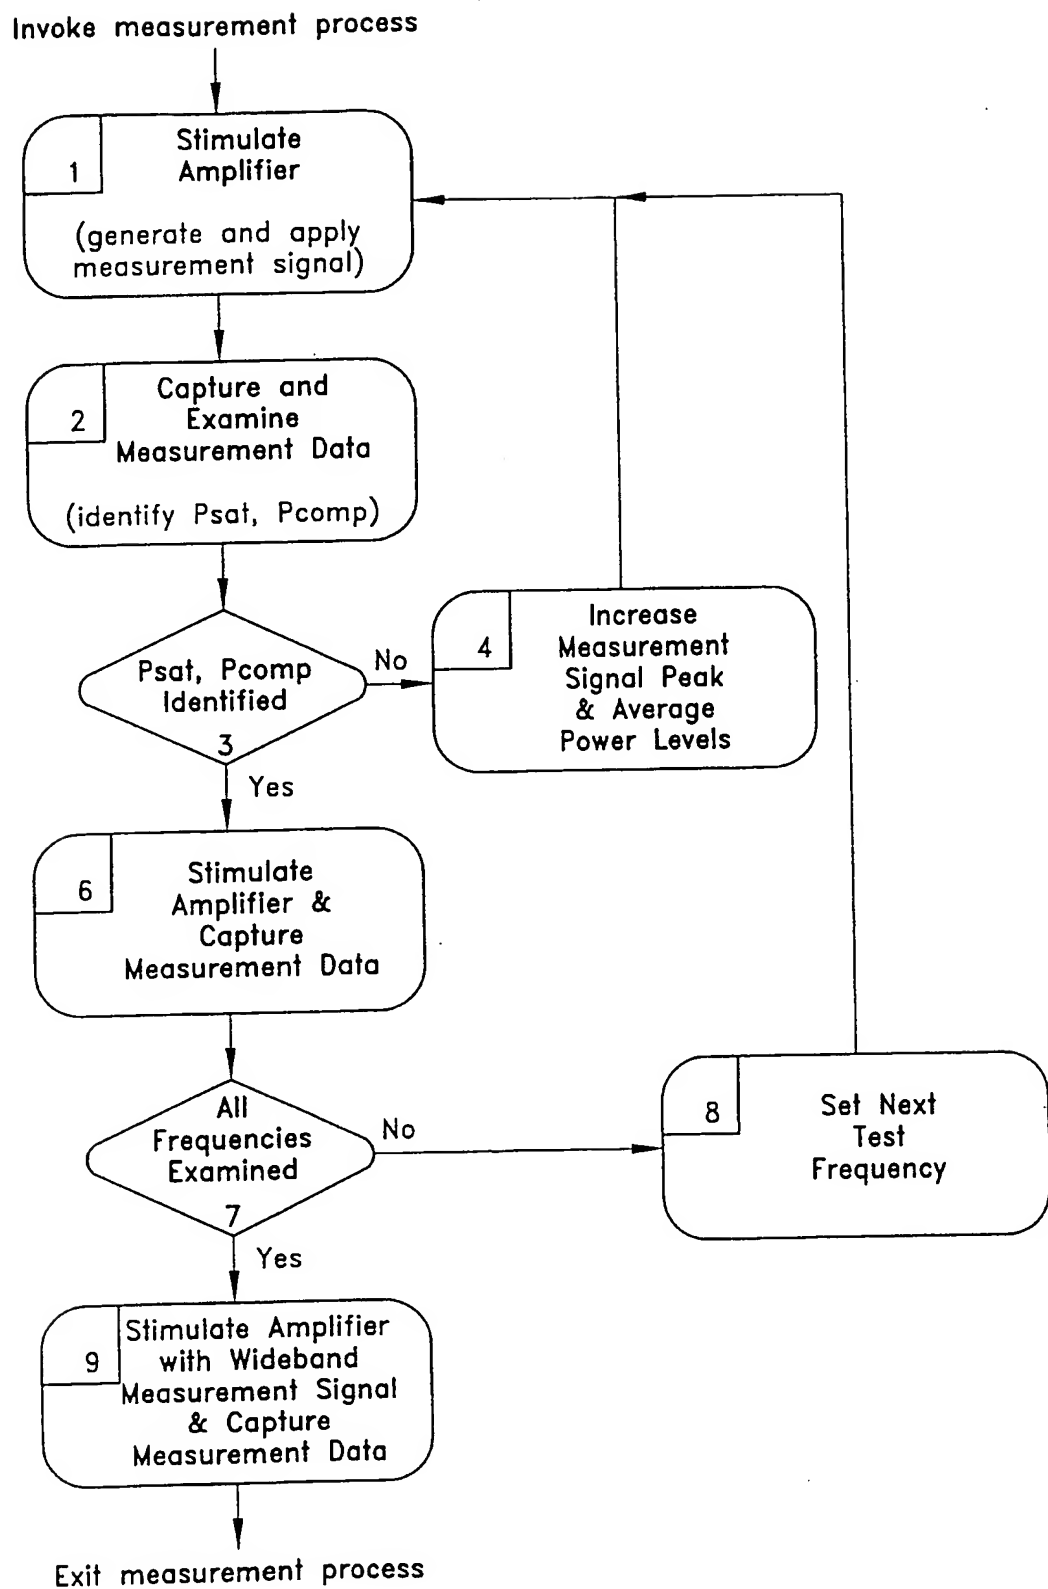 Invoke measurement process
1
Stimulate
Amplifier
(generate and apply
measurement signal)
2
Capture and
Examine
Measurement Data
(identify Psat, Pcomp)
Psat, Pcomp
Identified
3
No
Yes
4
Increase
Measurement
Signal Peak
& Average
Power Levels
6
Stimulate
Amplifier &
Capture
Measurement Data
All
Frequencies
Examined
7
No
Yes
8
Set Next
Test
Frequency
9
Stimulate Amplifier
with Wideband
Measurement Signal
& Capture
Measurement Data
Exit measurement process